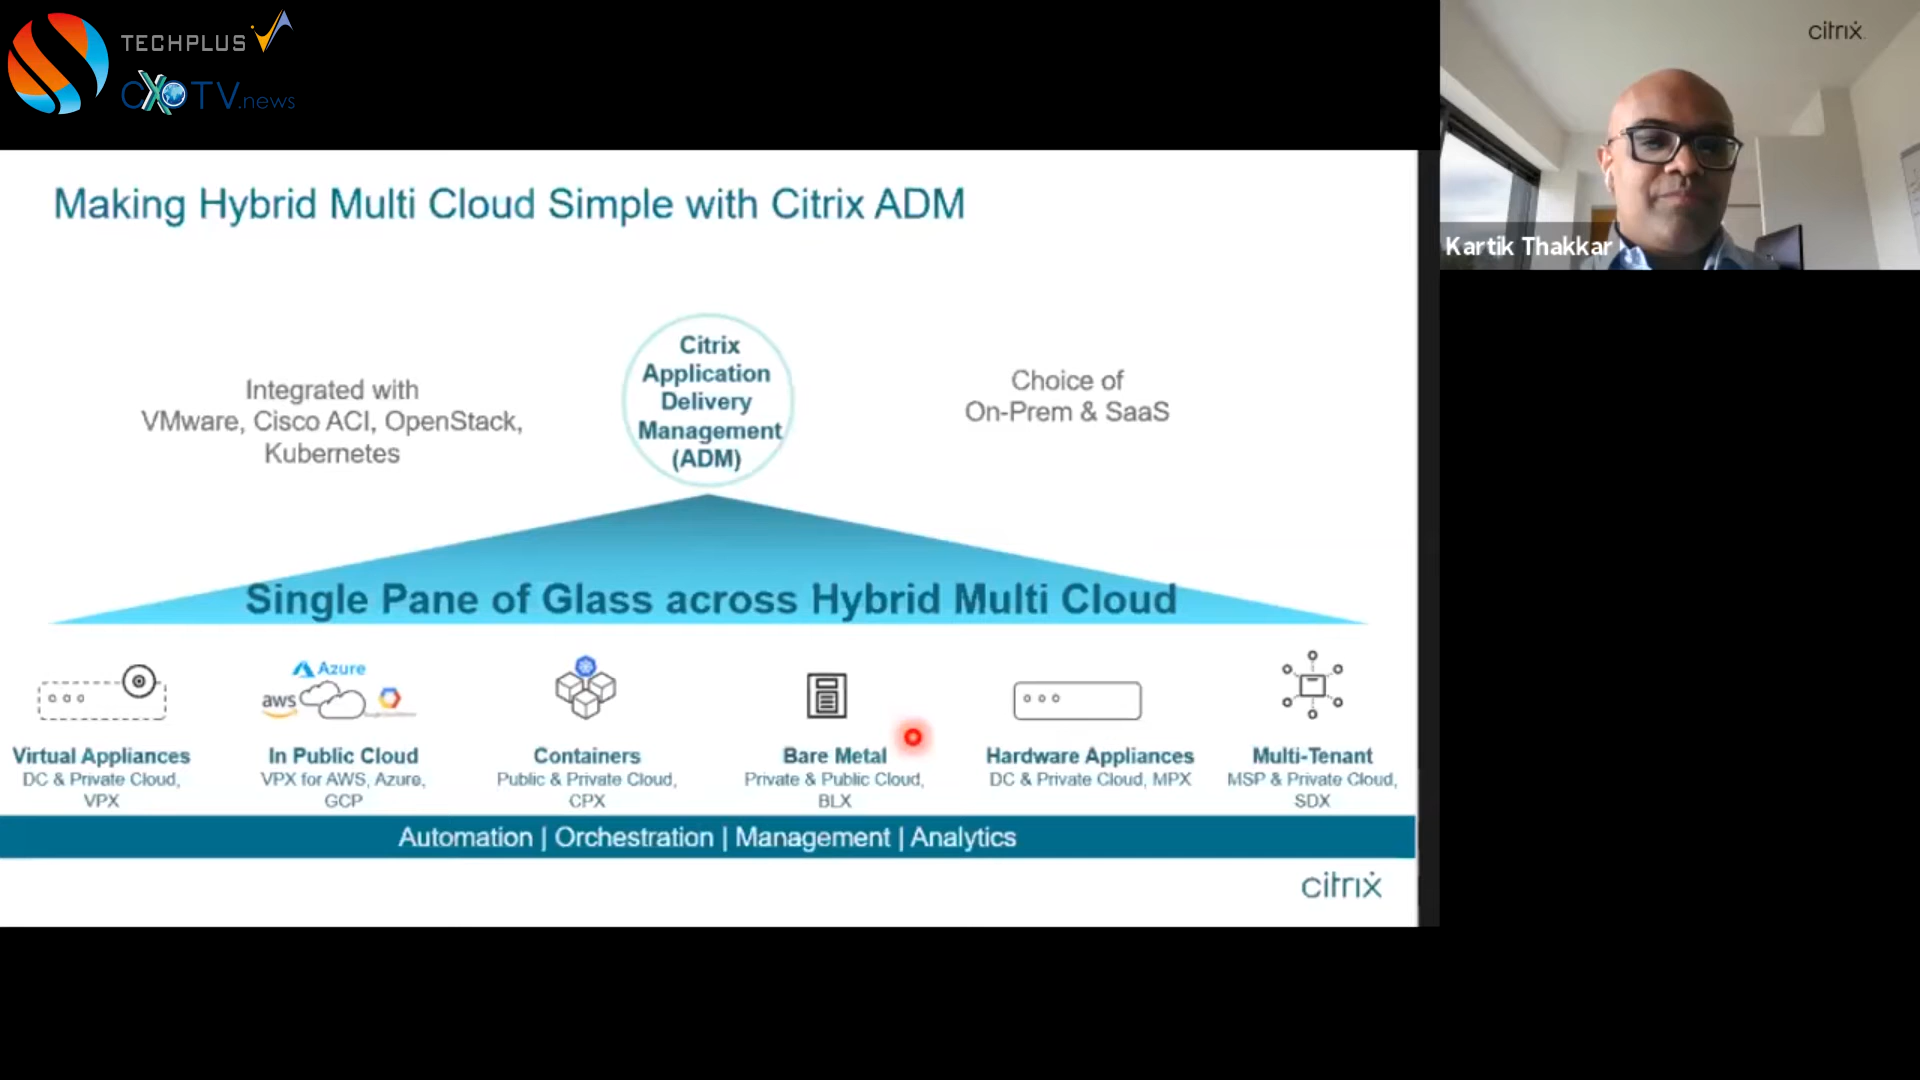 TECHPLUS
CXOTV.news
citrix
Kartik Thakkar
Making Hybrid Multi Cloud Simple with Citrix ADM
Integrated with
VMware, Cisco ACI, OpenStack,
Kubernetes
Citrix
Application
Delivery
Management
(ADM)
Choice of
On-Prem & SaaS
Single Pane of Glass across Hybrid Multi Cloud
Azure
aws
Virtual Appliances
DC & Private Cloud,
VPX
In Public Cloud
VPX for AWS, Azure,
GCP
Containers
Public & Private Cloud,
CPX
Bare Metal
Private & Public Cloud,
BLX
Hardware Appliances
DC & Private Cloud, MPX
Multi-Tenant
MSP & Private Cloud,
SDX
Automation | Orchestration | Management | Analytics
citrix